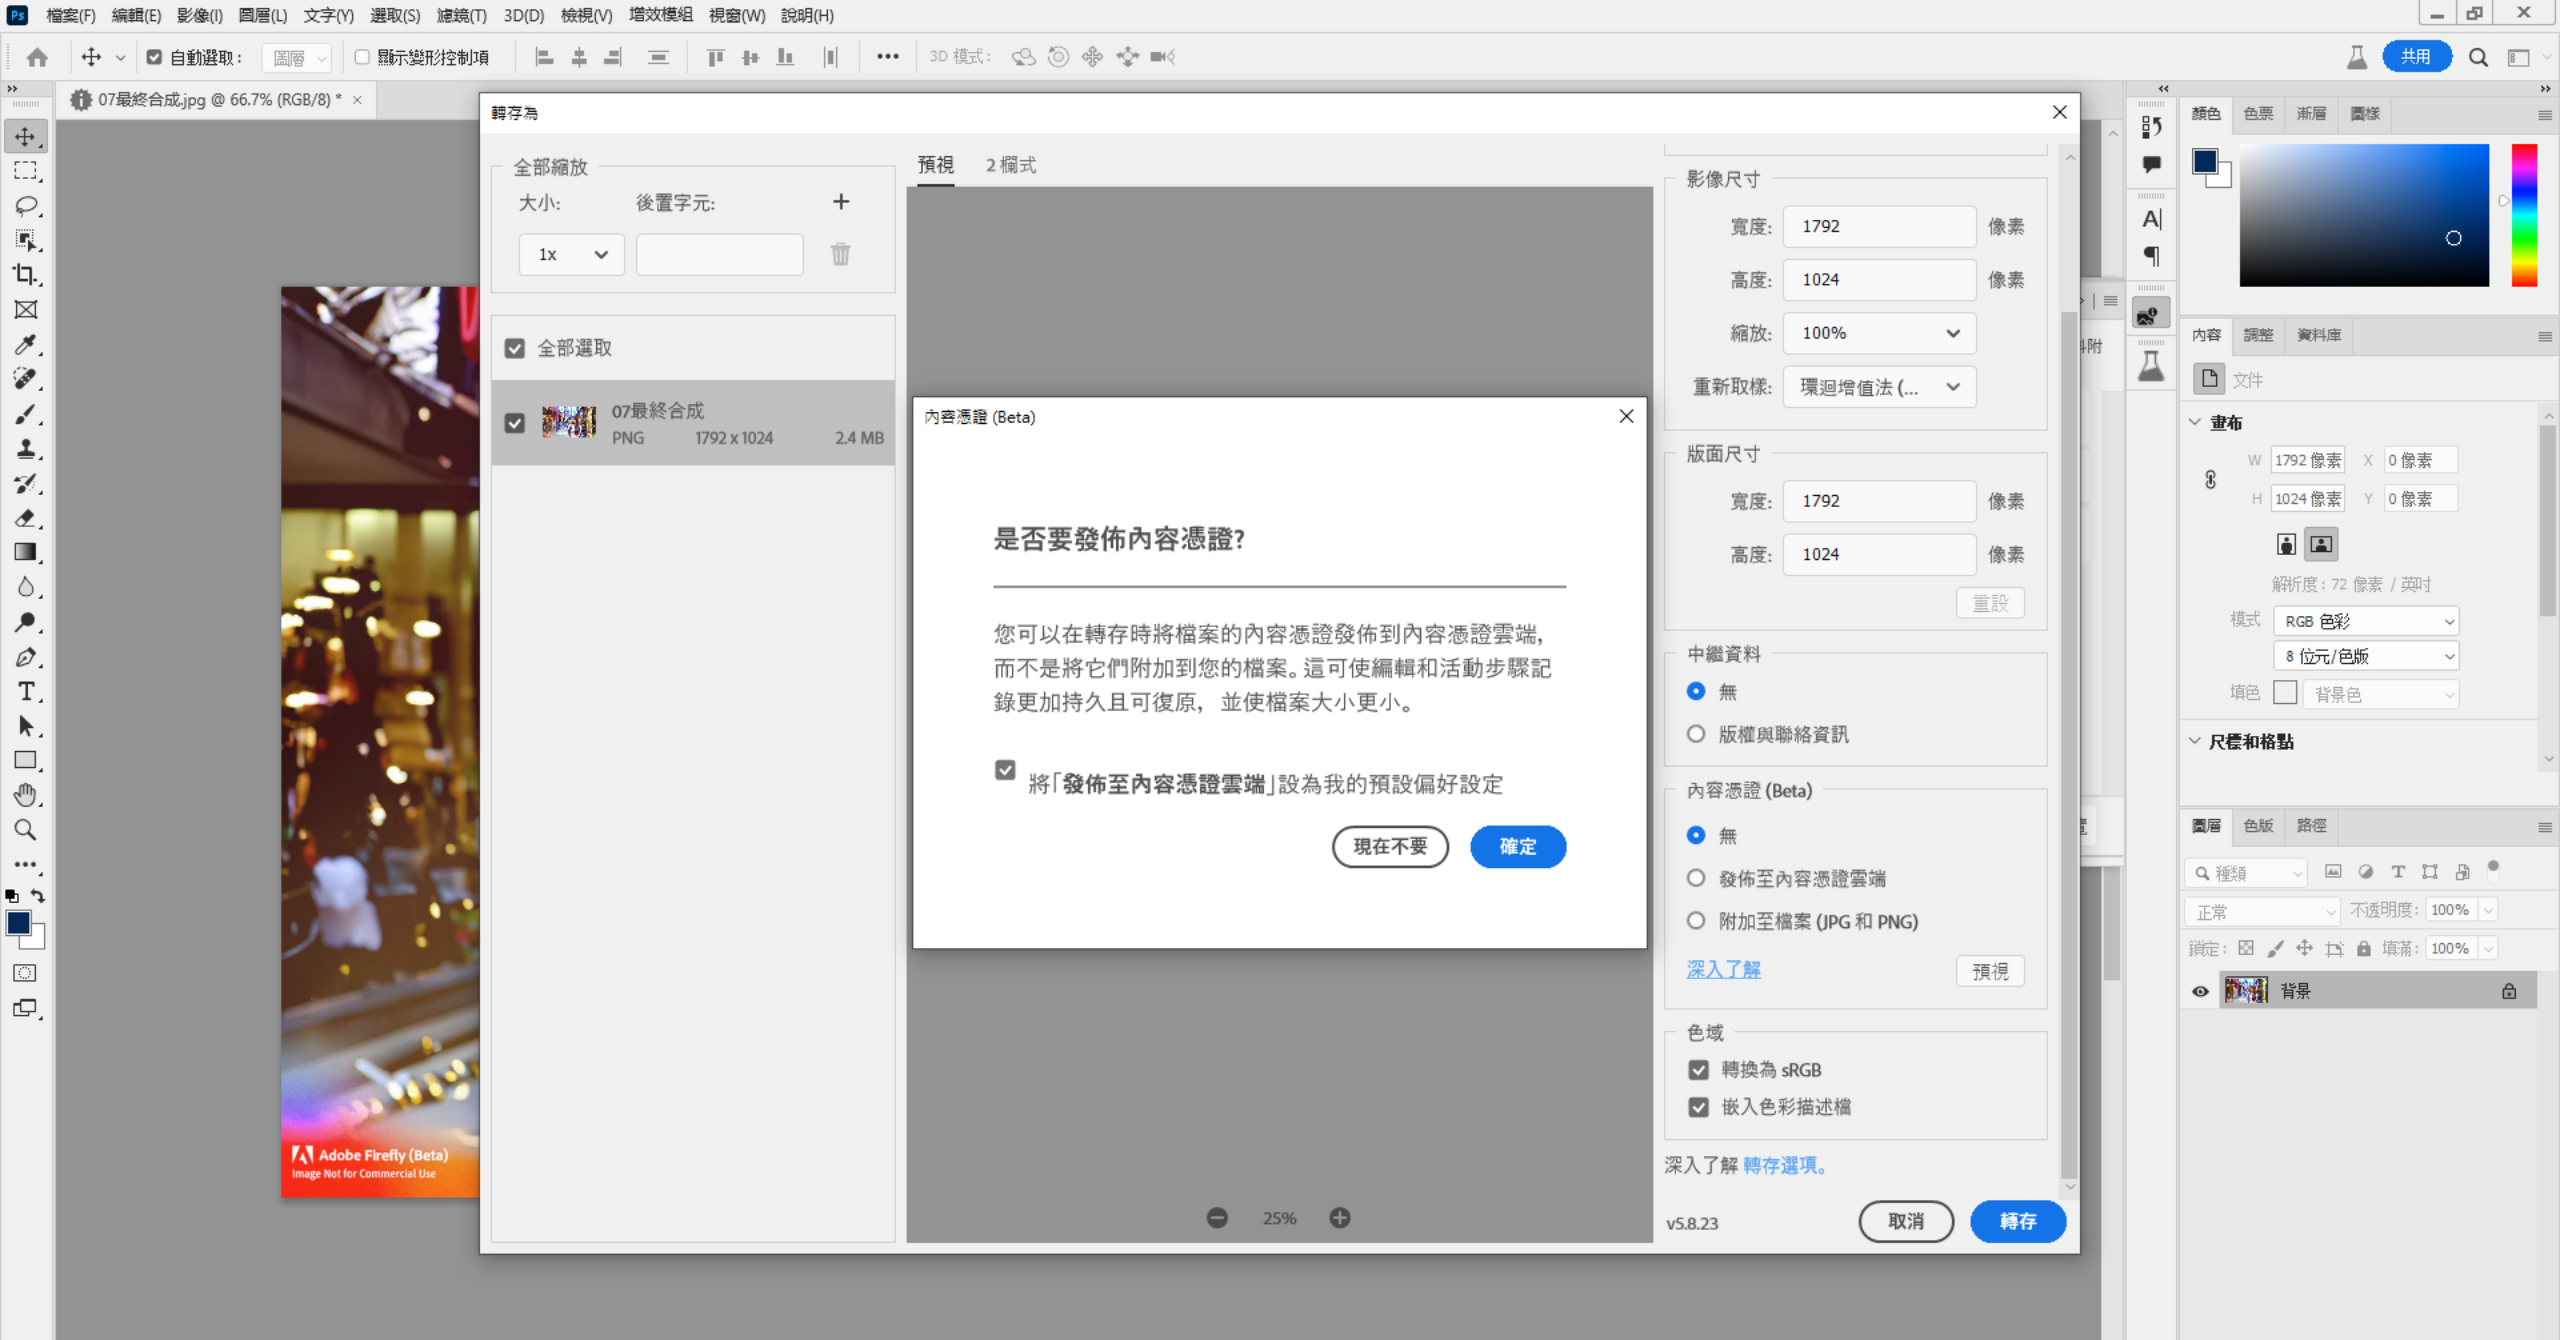 Ps 檔案(F) 編輯(E) 影像(I) 圖層(L) 文字(Y) 選取(S) 濾鏡(T) 3D(D) 檢視(V) 增效模組 視窗(W) 說明(H)
自動選取： 圖層 顯示變形控制項 3D 模式： 共用
07最終合成.jpg @ 66.7% (RGB/8) *
轉存為
全部縮放
大小: 後置字元:
1x
全部選取
07最終合成
PNG 1792 x 1024 2.4 MB
預視 2 欄式
內容憑證 (Beta)
是否要發佈內容憑證?
您可以在轉存時將檔案的內容憑證發佈到內容憑證雲端，
而不是將它們附加到您的檔案。這可使編輯和活動步驟記
錄更加持久且可復原， 並使檔案大小更小。
將「發佈至內容憑證雲端」設為我的預設偏好設定
現在不要 確定
25%
影像尺寸
寬度: 1792 像素
高度: 1024 像素
縮放: 100%
重新取樣: 環迴增值法 (...
版面尺寸
寬度: 1792 像素
高度: 1024 像素
重設
中繼資料
無
版權與聯絡資訊
內容憑證 (Beta)
無
發佈至內容憑證雲端
附加至檔案 (JPG 和 PNG)
深入了解 預視
色域
轉換為 sRGB
嵌入色彩描述檔
深入了解 轉存選項。
v5.8.23 取消 轉存
Adobe Firefly (Beta)
Image Not for Commercial Use
顏色 色票 漸層 圖樣
內容 調整 資料庫
文件
畫布
W 1792 像素 X 0 像素
H 1024 像素 Y 0 像素
解析度：72 像素 / 英吋
模式 RGB 色彩
8 位元/色版
填色 背景色
尺標和格點
圖層 色版 路徑
種類
正常 不透明度： 100%
鎖定： 填滿： 100%
背景